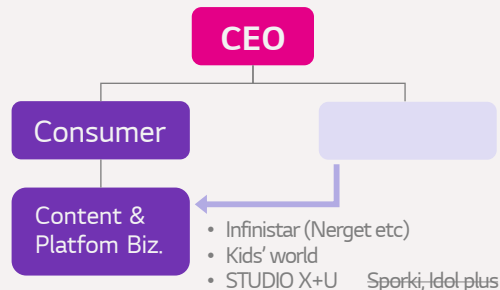 CEO
Consumer
Content &
Platfom Biz.
• Infinistar (Nerget etc)
• Kids' world
• STUDIO X+U Sporki, Idol plus